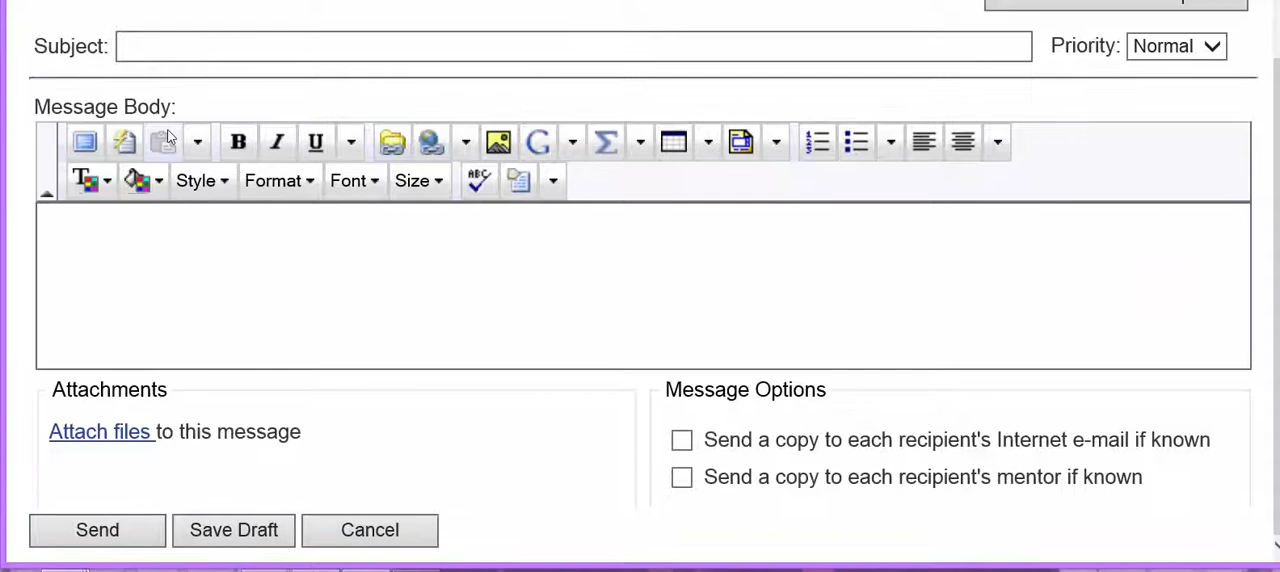 Subject: Priority: Normal
Message Body:
B I U G Σ
T Style Format Font Size ABC
Attachments Message Options
Attach files to this message
Send a copy to each recipient's Internet e-mail if known
Send a copy to each recipient's mentor if known
Send Save Draft Cancel